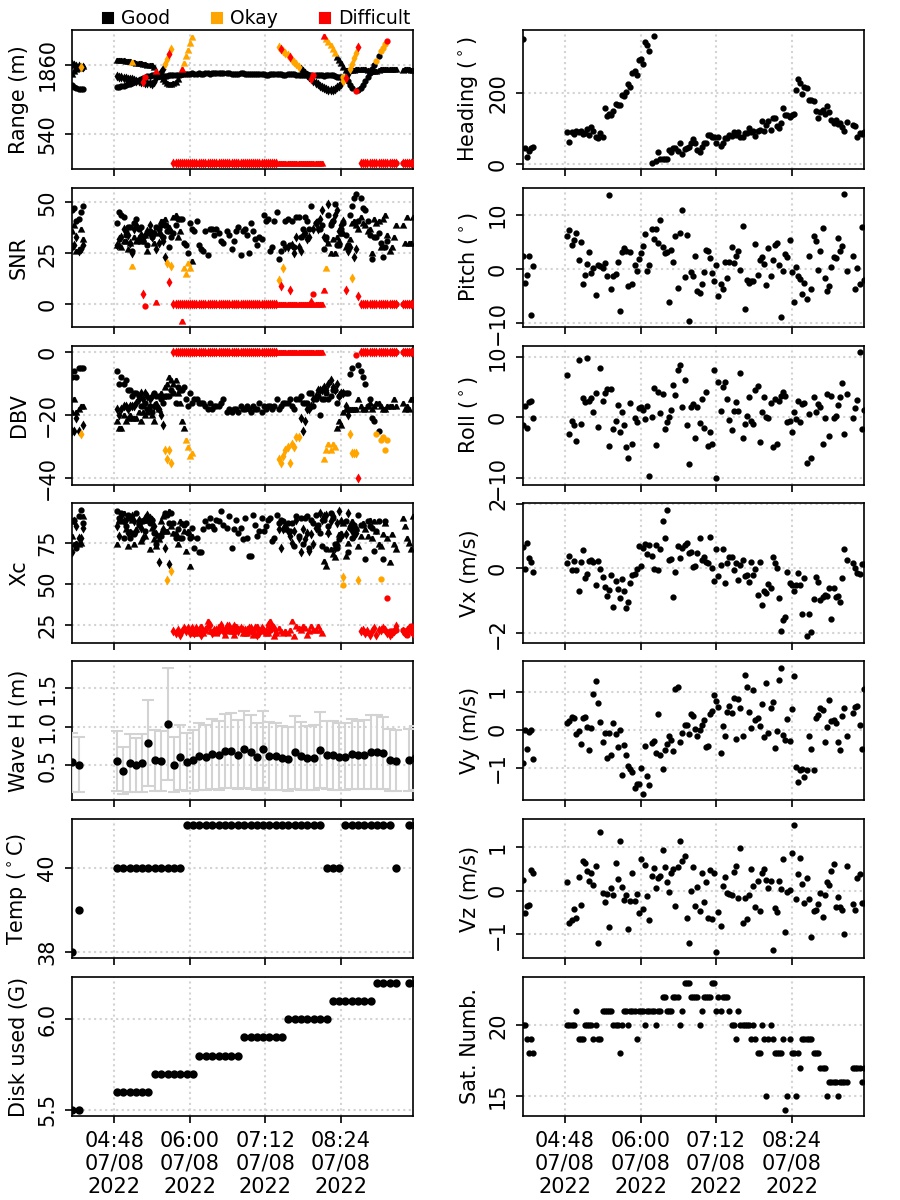 Good Okay Difficult
Range (m)
1860
540
Heading (°)
200
0
SNR
50
25
0
Pitch (°)
10
0
−10
DBV
0
−20
−40
Roll (°)
10
0
−10
Xc
75
50
25
Vx (m/s)
2
0
−2
Wave H (m)
1.5
1.0
0.5
Vy (m/s)
1
0
−1
Temp (°C)
40
38
Vz (m/s)
1
0
−1
Disk used (G)
6.0
5.5
Sat. Numb.
20
15
04:48 06:00 07:12 08:24
07/08 07/08 07/08 07/08
2022 2022 2022 2022
04:48 06:00 07:12 08:24
07/08 07/08 07/08 07/08
2022 2022 2022 2022